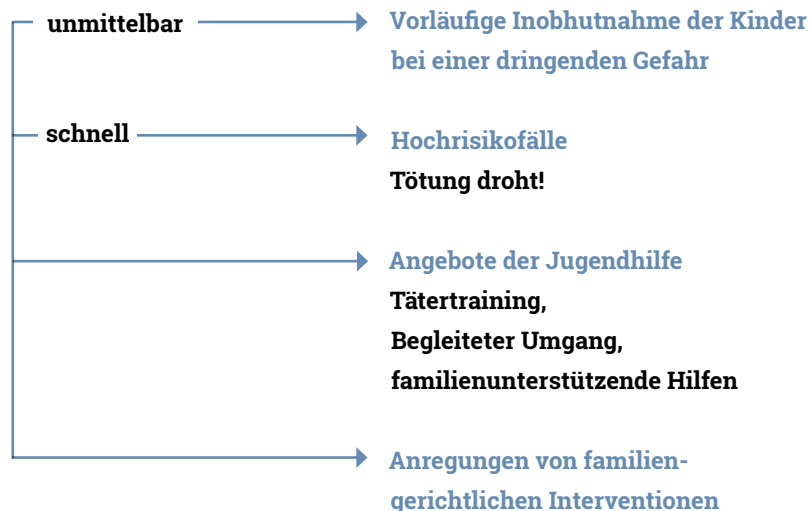 unmittelbar
Vorläufige Inobhutnahme der Kinder
bei einer dringenden Gefahr
schnell
Hochrisikofälle
Tötung droht!
Angebote der Jugendhilfe
Tätertraining,
Begleiteter Umgang,
familienunterstützende Hilfen
Anregungen von familien-
gerichtlichen Interventionen